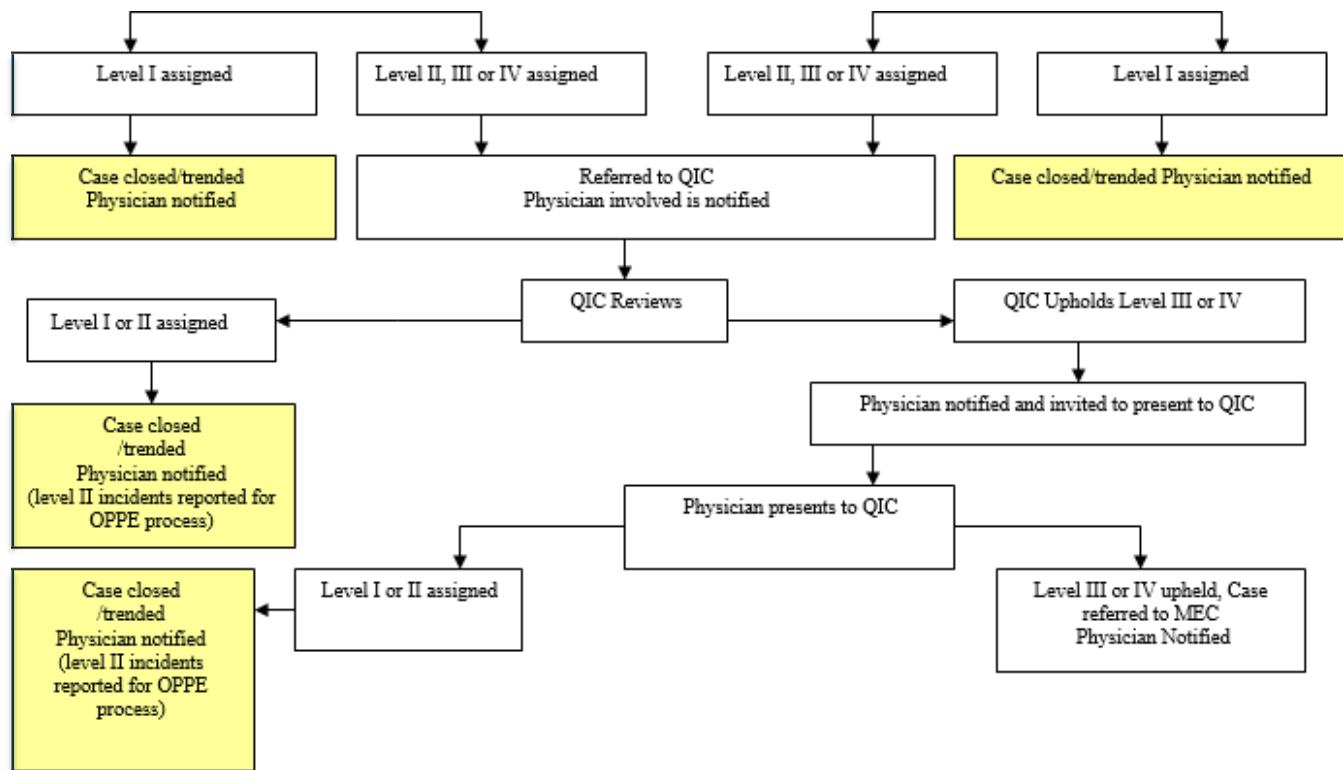 Level I assigned
Level II, III or IV assigned
Level II, III or IV assigned
Level I assigned
Case closed/trended
Physician notified
Referred to QIC
Physician involved is notified
Case closed/trended Physician notified
QIC Reviews
QIC Upholds Level III or IV
Level I or II assigned
Physician notified and invited to present to QIC
Case closed
/trended
Physician notified
(level II incidents reported for
OPPE process)
Physician presents to QIC
Level I or II assigned
Level III or IV upheld, Case
referred to MEC
Physician Notified
Case closed
/trended
Physician notified
(level II incidents
reported for OPPE
process)